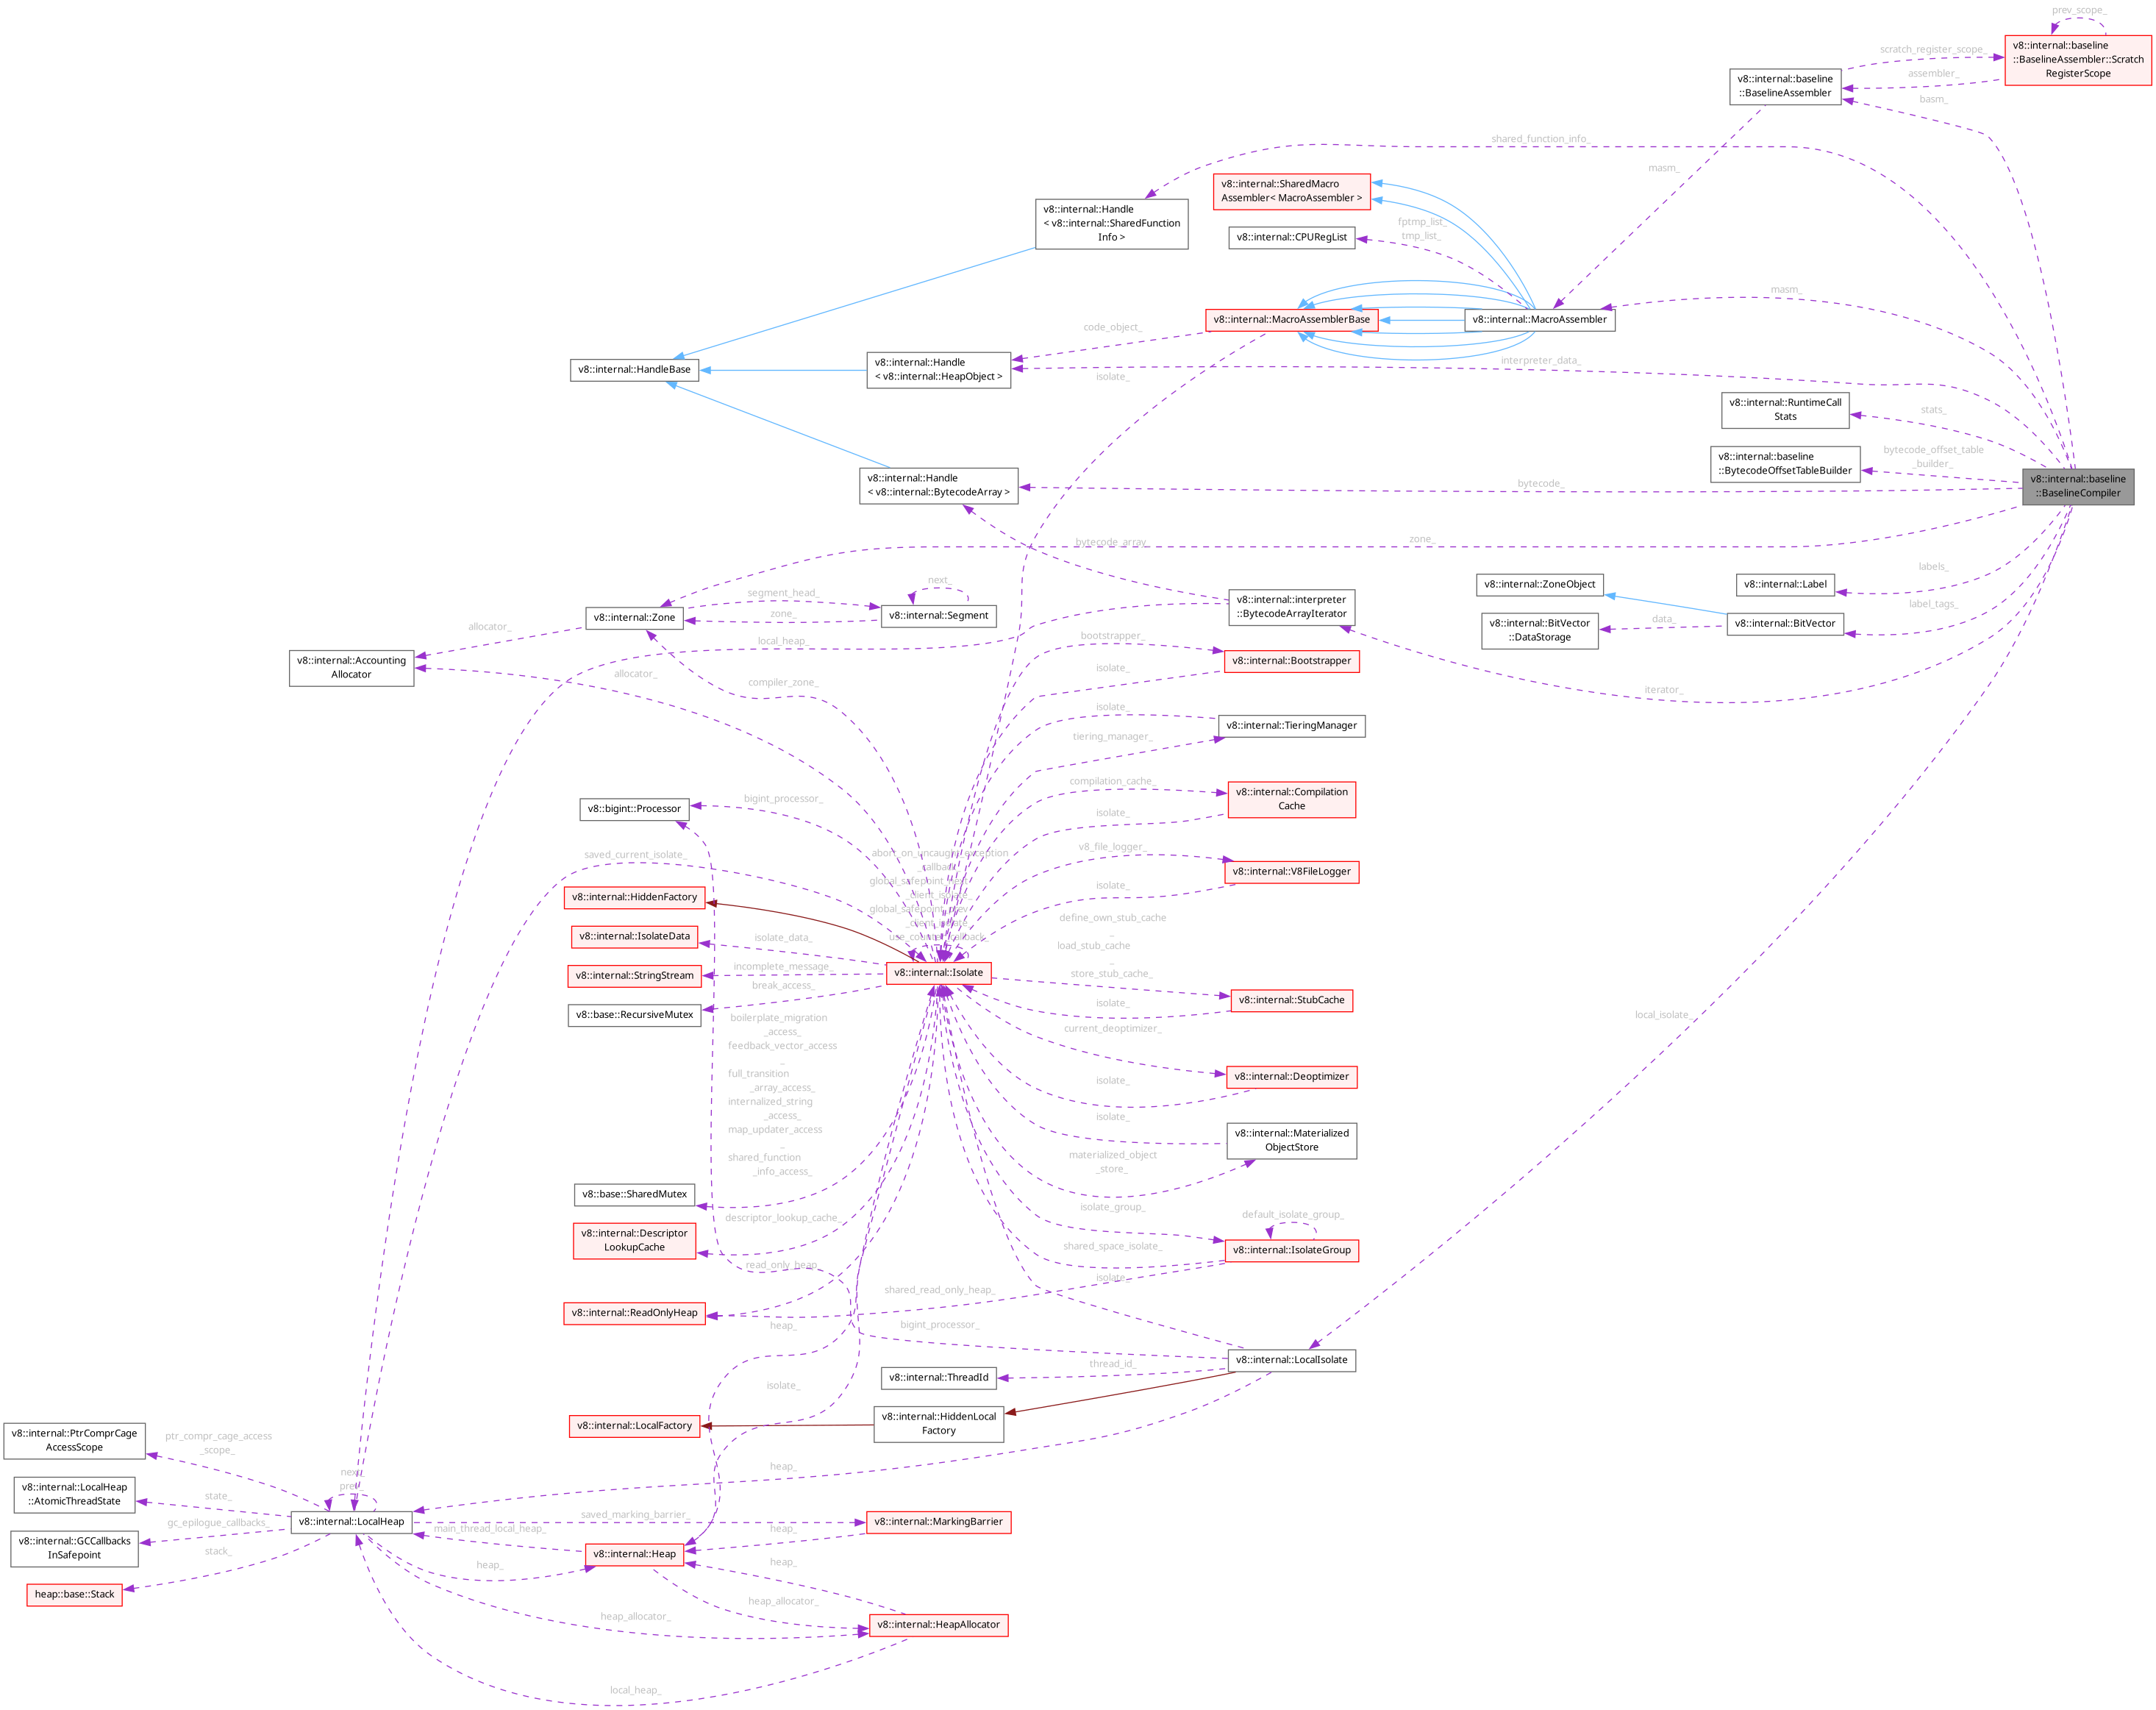 prev_scope_
v8::internal::baseline
::BaselineAssembler::Scratch
RegisterScope
scratch_register_scope_
assembler_
v8::internal::baseline
::BaselineAssembler
basm_
shared_function_info_
masm_
v8::internal::SharedMacro
Assembler< MacroAssembler >
v8::internal::Handle
< v8::internal::SharedFunction
Info >
fptmp_list_
tmp_list_
v8::internal::CPURegList
masm_
v8::internal::MacroAssemblerBase
v8::internal::MacroAssembler
code_object_
interpreter_data_
v8::internal::HandleBase
v8::internal::Handle
< v8::internal::HeapObject >
isolate_
v8::internal::RuntimeCall
Stats
stats_
v8::internal::baseline
::BytecodeOffsetTableBuilder
bytecode_offset_table
_builder_
v8::internal::Handle
< v8::internal::BytecodeArray >
bytecode_
v8::internal::baseline
::BaselineCompiler
bytecode_array_
zone_
labels_
v8::internal::ZoneObject
v8::internal::Label
next_
segment_head_
zone_
v8::internal::Zone
v8::internal::Segment
v8::internal::interpreter
::BytecodeArrayIterator
label_tags_
data_
v8::internal::BitVector
::DataStorage
v8::internal::BitVector
allocator_
local_heap_
bootstrapper_
v8::internal::Accounting
Allocator
allocator_
compiler_zone_
isolate_
v8::internal::Bootstrapper
iterator_
isolate_
v8::internal::TieringManager
tiering_manager_
compilation_cache_
v8::internal::Compilation
Cache
v8::bigint::Processor
bigint_processor_
isolate_
v8_file_logger_
saved_current_isolate_
abort_on_uncaught_exception
_callback_
global_safepoint_next
_client_isolate_
global_safepoint_prev
_client_isolate_
use_counter_callback_
v8::internal::V8FileLogger
isolate_
v8::internal::HiddenFactory
define_own_stub_cache
_
load_stub_cache
_
store_stub_cache_
v8::internal::IsolateData
isolate_data_
v8::internal::StringStream
incomplete_message_
v8::internal::Isolate
break_access_
v8::base::RecursiveMutex
v8::internal::StubCache
isolate_
local_isolate_
boilerplate_migration
_access_
feedback_vector_access
_
full_transition
_array_access_
internalized_string
_access_
map_updater_access
_
shared_function
_info_access_
current_deoptimizer_
v8::internal::Deoptimizer
isolate_
isolate_
v8::internal::Materialized
ObjectStore
materialized_object
_store_
v8::base::SharedMutex
descriptor_lookup_cache_
v8::internal::Descriptor
LookupCache
isolate_group_
default_isolate_group_
v8::internal::IsolateGroup
shared_space_isolate_
read_only_heap_
isolate_
shared_read_only_heap_
v8::internal::ReadOnlyHeap
heap_
bigint_processor_
v8::internal::LocalIsolate
thread_id_
v8::internal::ThreadId
isolate_
v8::internal::LocalFactory
v8::internal::HiddenLocal
Factory
v8::internal::PtrComprCage
AccessScope
ptr_compr_cage_access
_scope_
heap_
next_
prev_
v8::internal::LocalHeap
::AtomicThreadState
state_
v8::internal::LocalHeap
saved_marking_barrier_
v8::internal::MarkingBarrier
gc_epilogue_callbacks_
main_thread_local_heap_
heap_
v8::internal::GCCallbacks
InSafepoint
stack_
v8::internal::Heap
heap_
heap_
heap::base::Stack
heap_allocator_
heap_allocator_
v8::internal::HeapAllocator
local_heap_